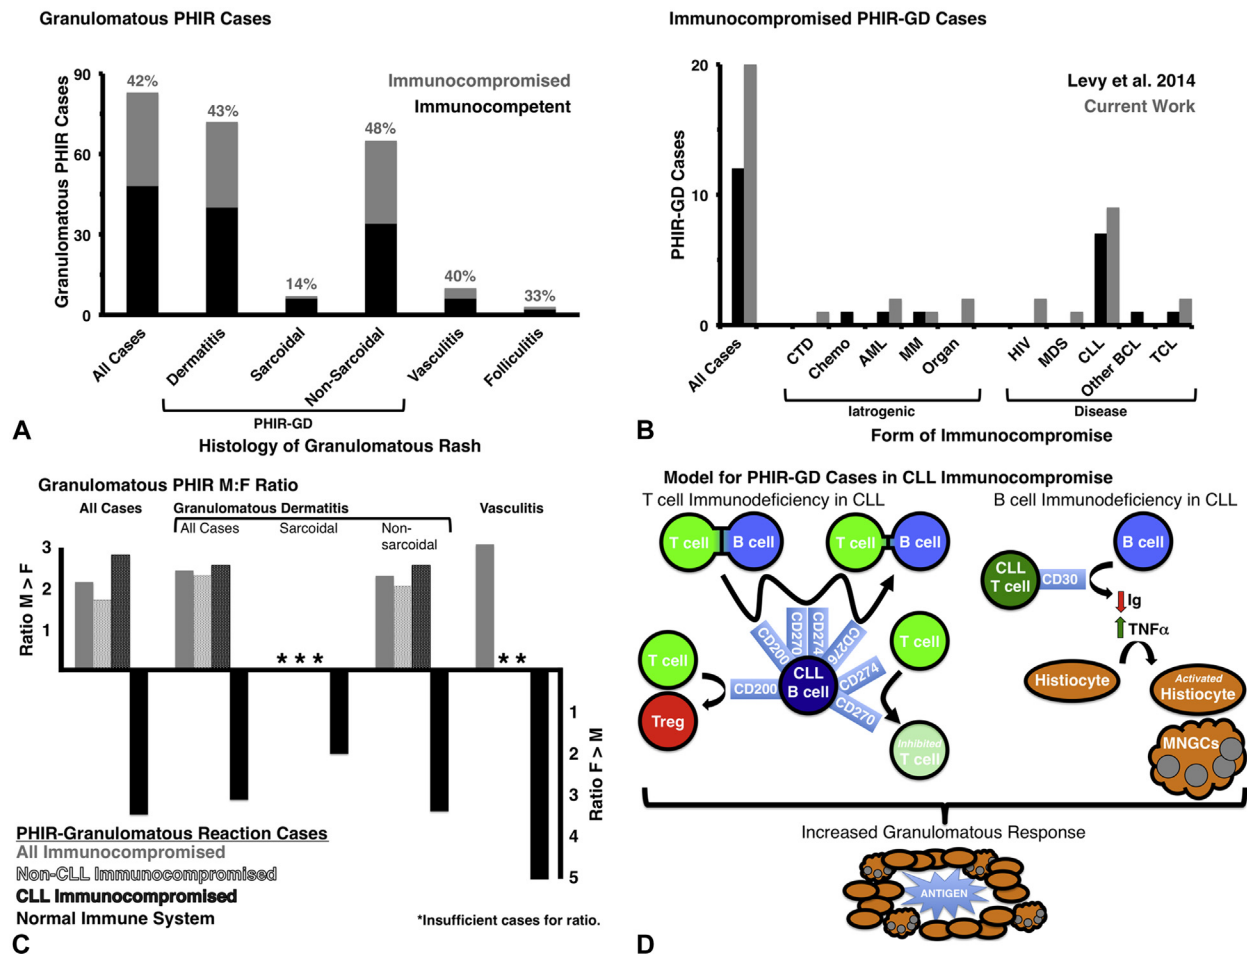 Granulomatous PHIR Cases
Granulomatous PHIR Cases
90
60
30
0
42%
43%
14%
48%
40%
33%
Immunocompromised
Immunocompetent
All Cases
Dermatitis
Sarcoidal
Non-Sarcoidal
Vasculitis
Folliculitis
PHIR-GD
Histology of Granulomatous Rash
A
Immunocompromised PHIR-GD Cases
PHIR-GD Cases
20
10
0
Levy et al. 2014
Current Work
All Cases
CTD
Chemo
AML
MM
Organ
HIV
MDS
CLL
Other BCL
TCL
Iatrogenic
Disease
Form of Immunocompromise
B
Granulomatous PHIR M:F Ratio
All Cases
Granulomatous Dermatitis
Vasculitis
All Cases
Sarcoidal
Non-
sarcoidal
Ratio M > F
3
2
1
* * *
* *
1
2
3
4
5
Ratio F > M
PHIR-Granulomatous Reaction Cases
All Immunocompromised
Non-CLL Immunocompromised
CLL Immunocompromised
Normal Immune System
*Insufficient cases for ratio.
C
Model for PHIR-GD Cases in CLL Immunocompromise
T cell Immunodeficiency in CLL
B cell Immunodeficiency in CLL
T cell
B cell
T cell
B cell
CD200
CD270
CD274
CD276
CD274
CD270
CD200
CLL
B cell
T cell
Treg
T cell
Inhibited
T cell
B cell
CLL
T cell
CD30
Ig
TNFα
Histiocyte
Activated
Histiocyte
MNGCs
Increased Granulomatous Response
ANTIGEN
D